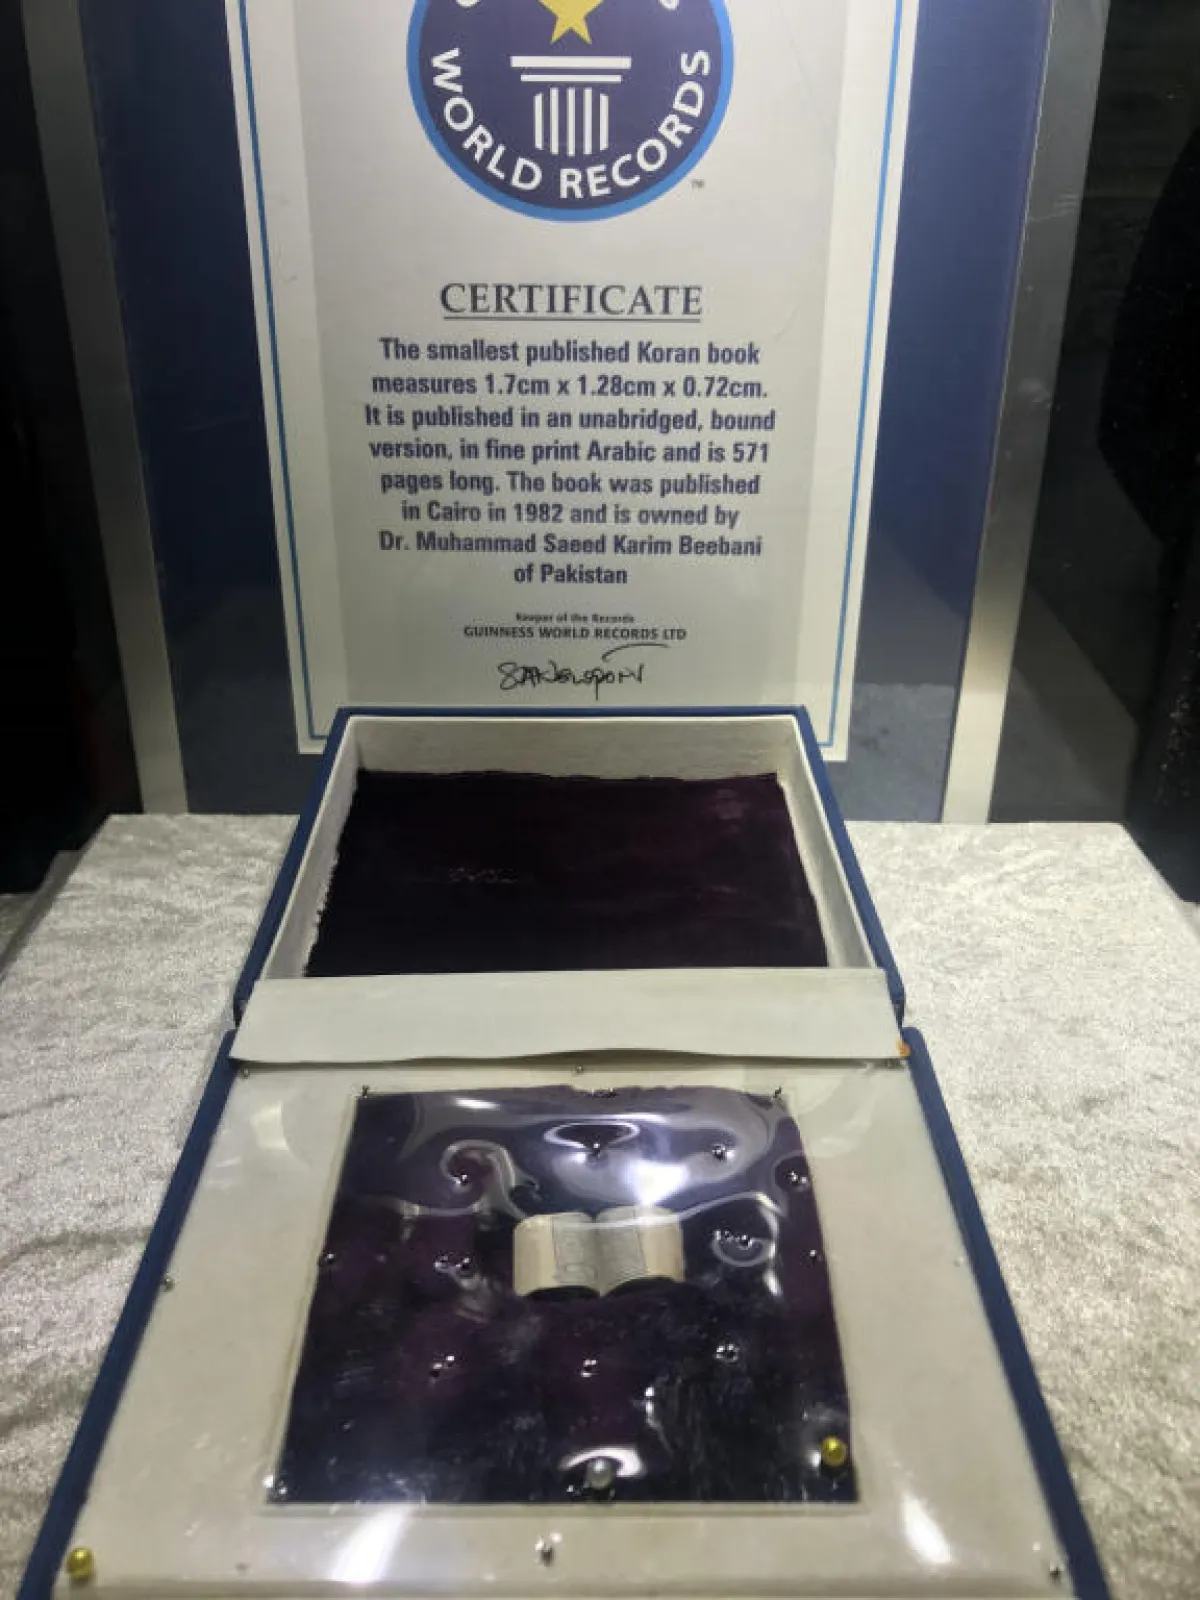 WORLD RECORDS
TM
CERTIFICATE
The smallest published Koran book
measures 1.7cm x 1.28cm x 0.72cm.
It is published in an unabridged, bound
version, in fine print Arabic and is 571
pages long. The book was published
in Cairo in 1982 and is owned by
Dr. Muhammad Saeed Karim Beebani
of Pakistan
Keeper of the Records
GUINNESS WORLD RECORDS LTD